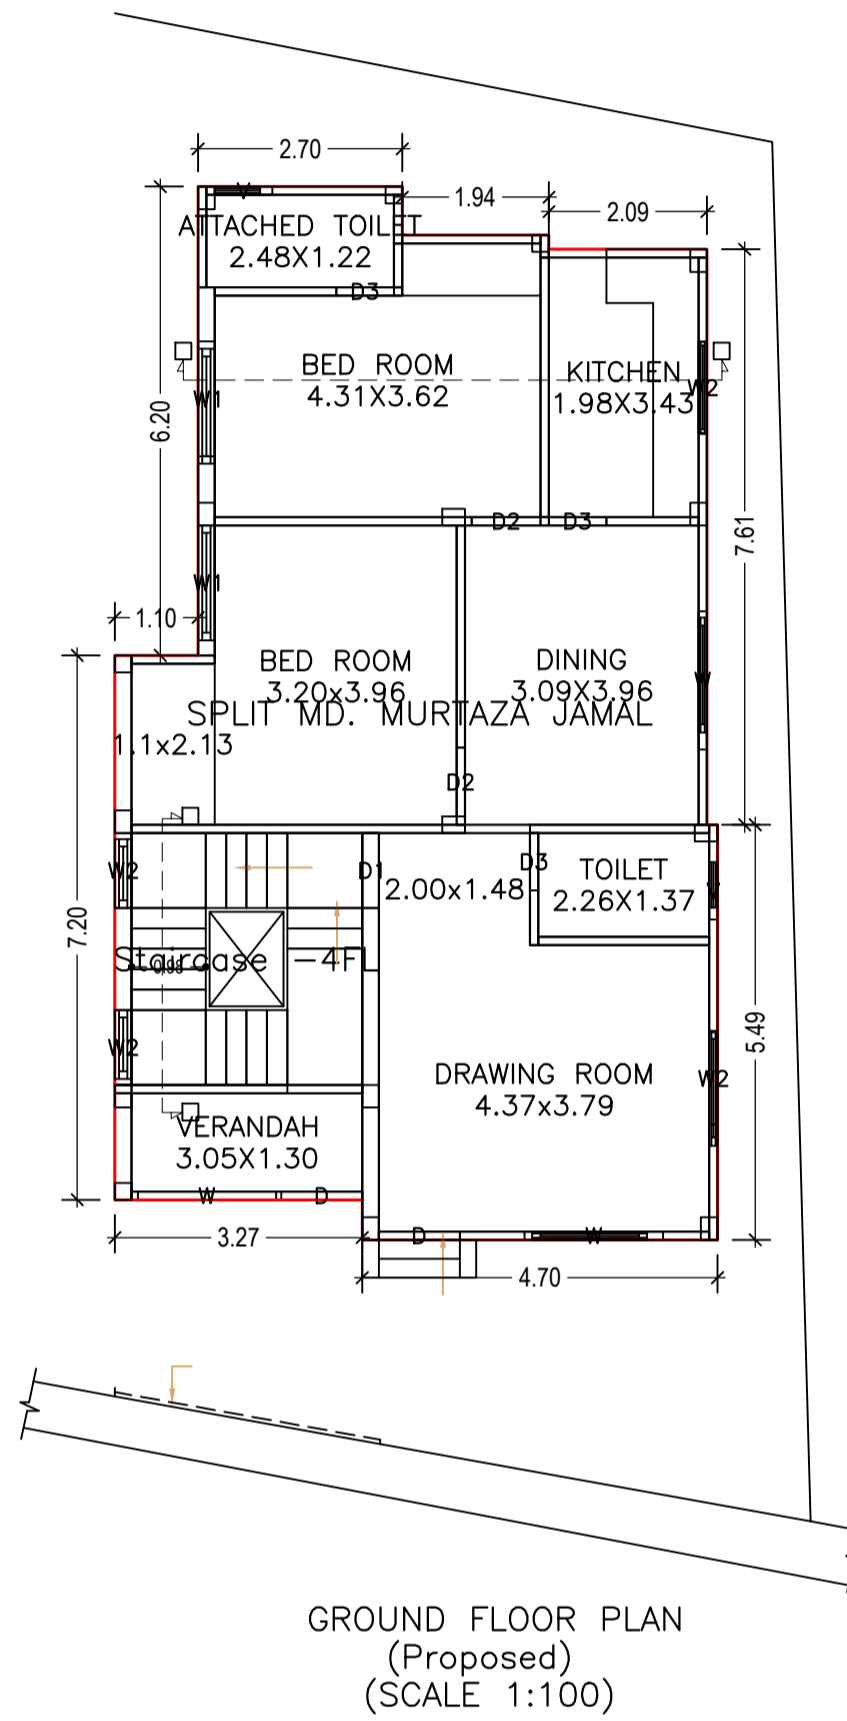 2.70
1.94
2.09
V
ATTACHED TOILET
2.48X1.22
D3
BED ROOM
4.31X3.62
KITCHEN
1.98X3.43
W2
W1
6.20
D2
D3
7.61
W1
1.10
BED ROOM
3.20x3.96
DINING
3.09X3.96
W
SPLIT MD. MURTAZA JAMAL
1.1x2.13
D2
W2
D1
2.00x1.48
D3
TOILET
2.26X1.37
V
7.20
Staircase -4FL
0.98
W2
5.49
DRAWING ROOM
4.37x3.79
W2
VERANDAH
3.05X1.30
W
D
3.27
D
W
4.70
GROUND FLOOR PLAN
(Proposed)
(SCALE 1:100)